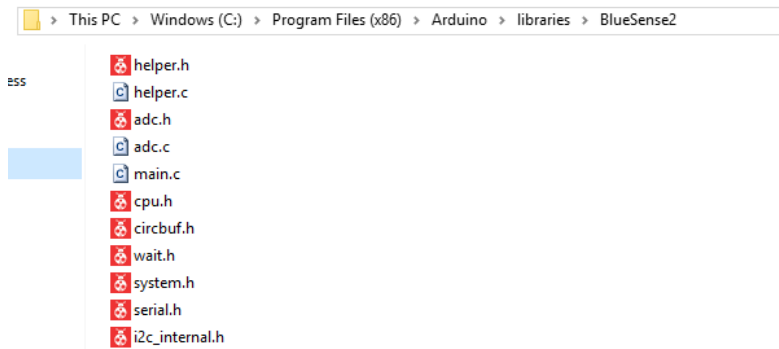 This PC > Windows (C:) > Program Files (x86) > Arduino > libraries > BlueSense2
helper.h
ess
helper.c
adc.h
adc.c
main.c
cpu.h
circbuf.h
wait.h
system.h
serial.h
i2c_internal.h